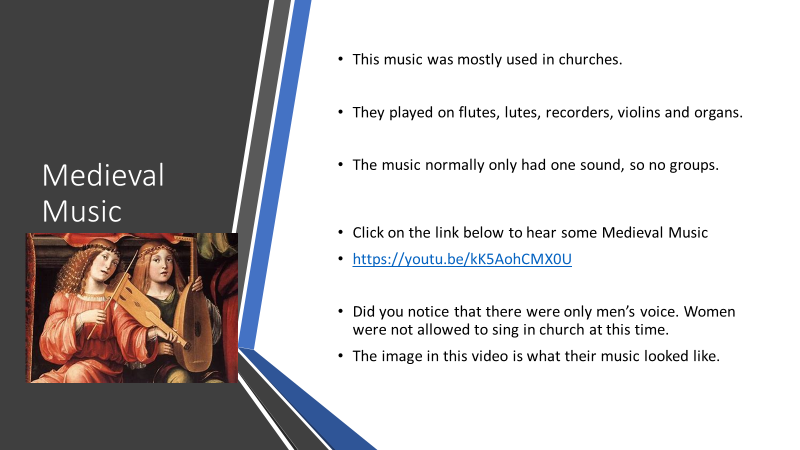 Medieval
Music
• This music was mostly used in churches.
• They played on flutes, lutes, recorders, violins and organs.
• The music normally only had one sound, so no groups.
• Click on the link below to hear some Medieval Music
• https://youtu.be/kK5AohCMX0U
• Did you notice that there were only men’s voice. Women
were not allowed to sing in church at this time.
• The image in this video is what their music looked like.